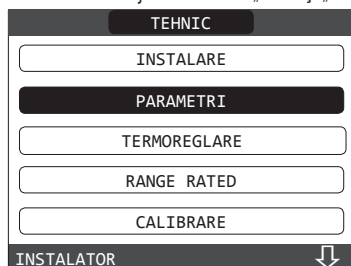 TEHNIC
INSTALARE
PARAMETRI
TERMOREGLARE
RANGE RATED
CALIBRARE
INSTALATOR